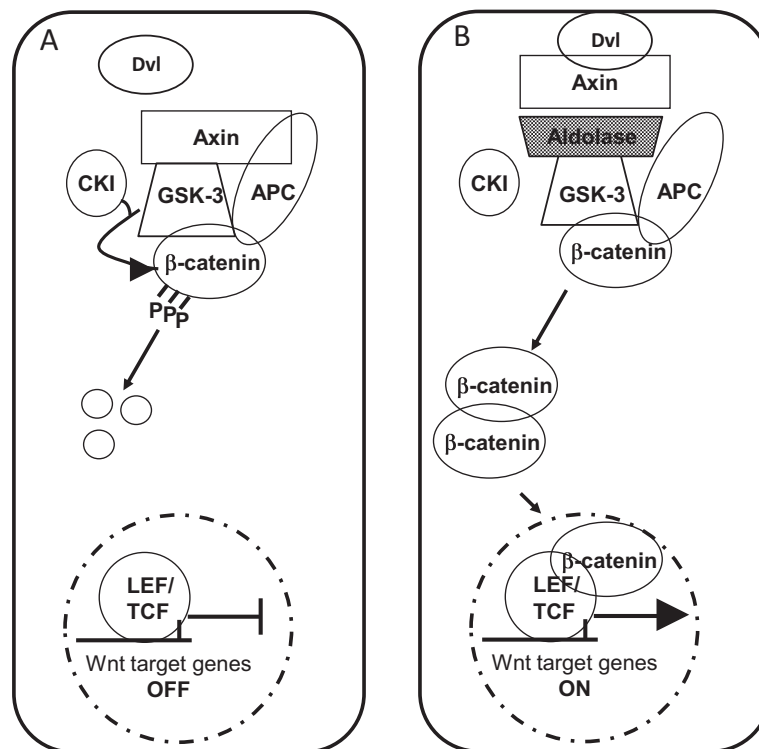 A
Dvl
Axin
CKI
GSK-3
APC
β-catenin
PPP
LEF/
TCF
Wnt target genes
OFF
B
Dvl
Axin
Aldolase
CKI
GSK-3
APC
β-catenin
β-catenin
β-catenin
β-catenin
LEF/
TCF
Wnt target genes
ON